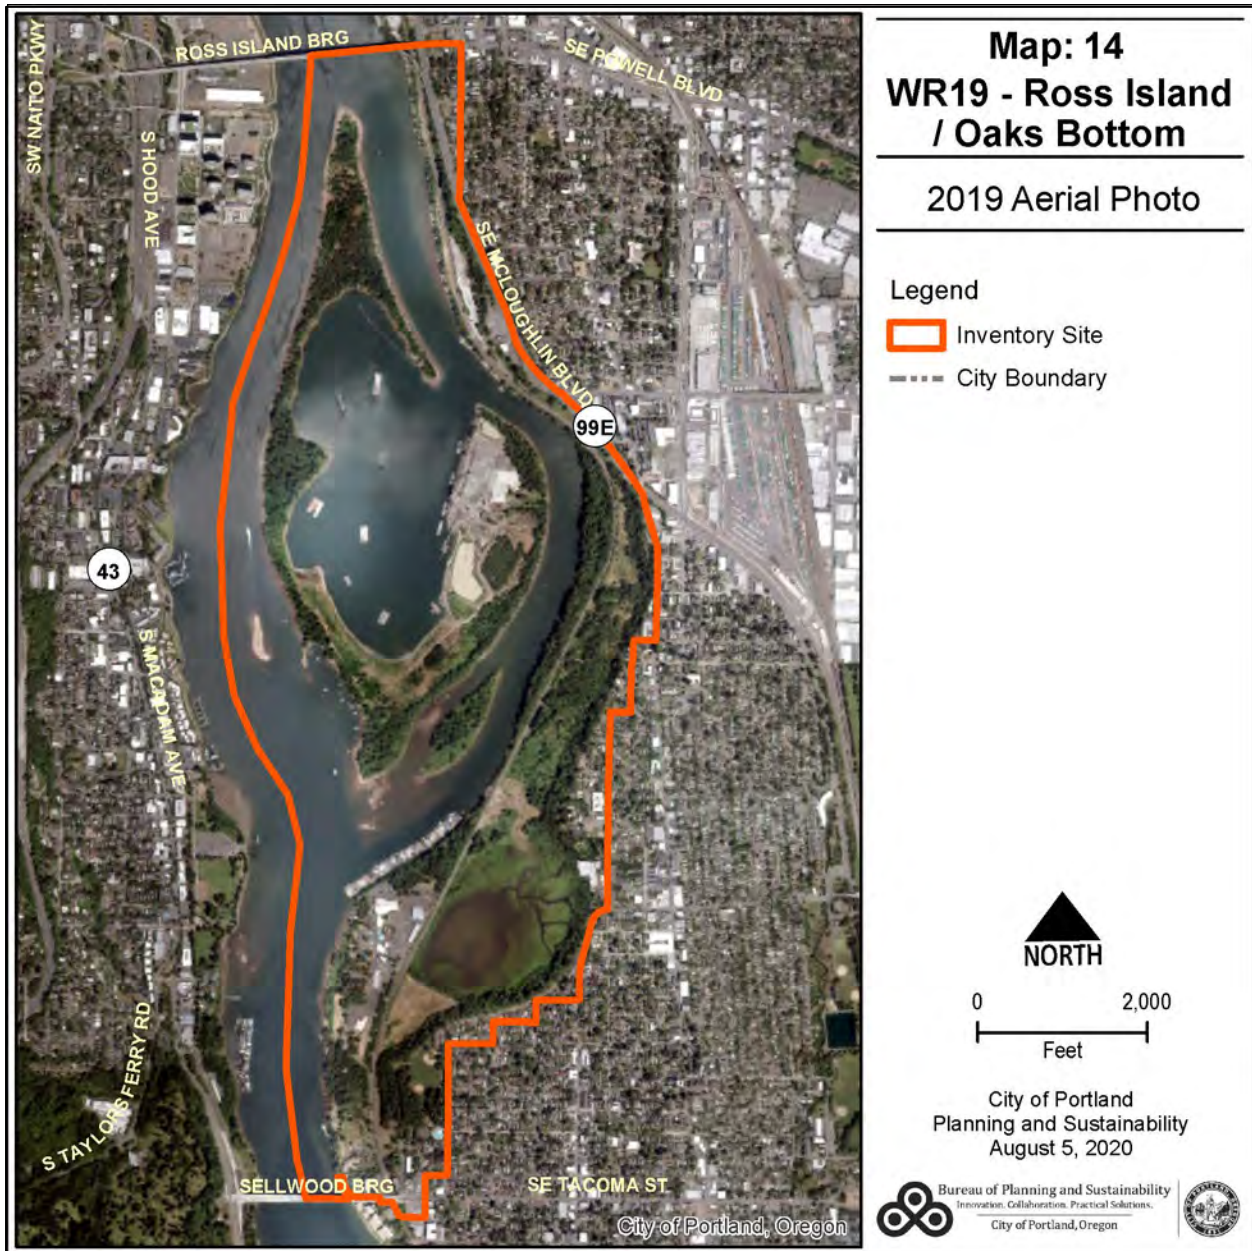 ROSS ISLAND BRG
SE POWELL BLVD
SW NAITO PKWY
S HOOD AVE
SE MCLOUGHLIN BLVD
99E
43
S MACADAM AVE
S TAYLORS FERRY RD
SELLWOOD BRG
SE TACOMA ST
City of Portland, Oregon
Map: 14
WR19 - Ross Island
/ Oaks Bottom
2019 Aerial Photo
Legend
Inventory Site
City Boundary
NORTH
0 2,000
Feet
City of Portland
Planning and Sustainability
August 5, 2020
Bureau of Planning and Sustainability
Innovation. Collaboration. Practical Solutions.
City of Portland, Oregon